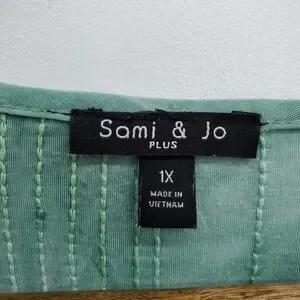 Sami & Jo
PLUS
1X
MADE IN
VIETNAM